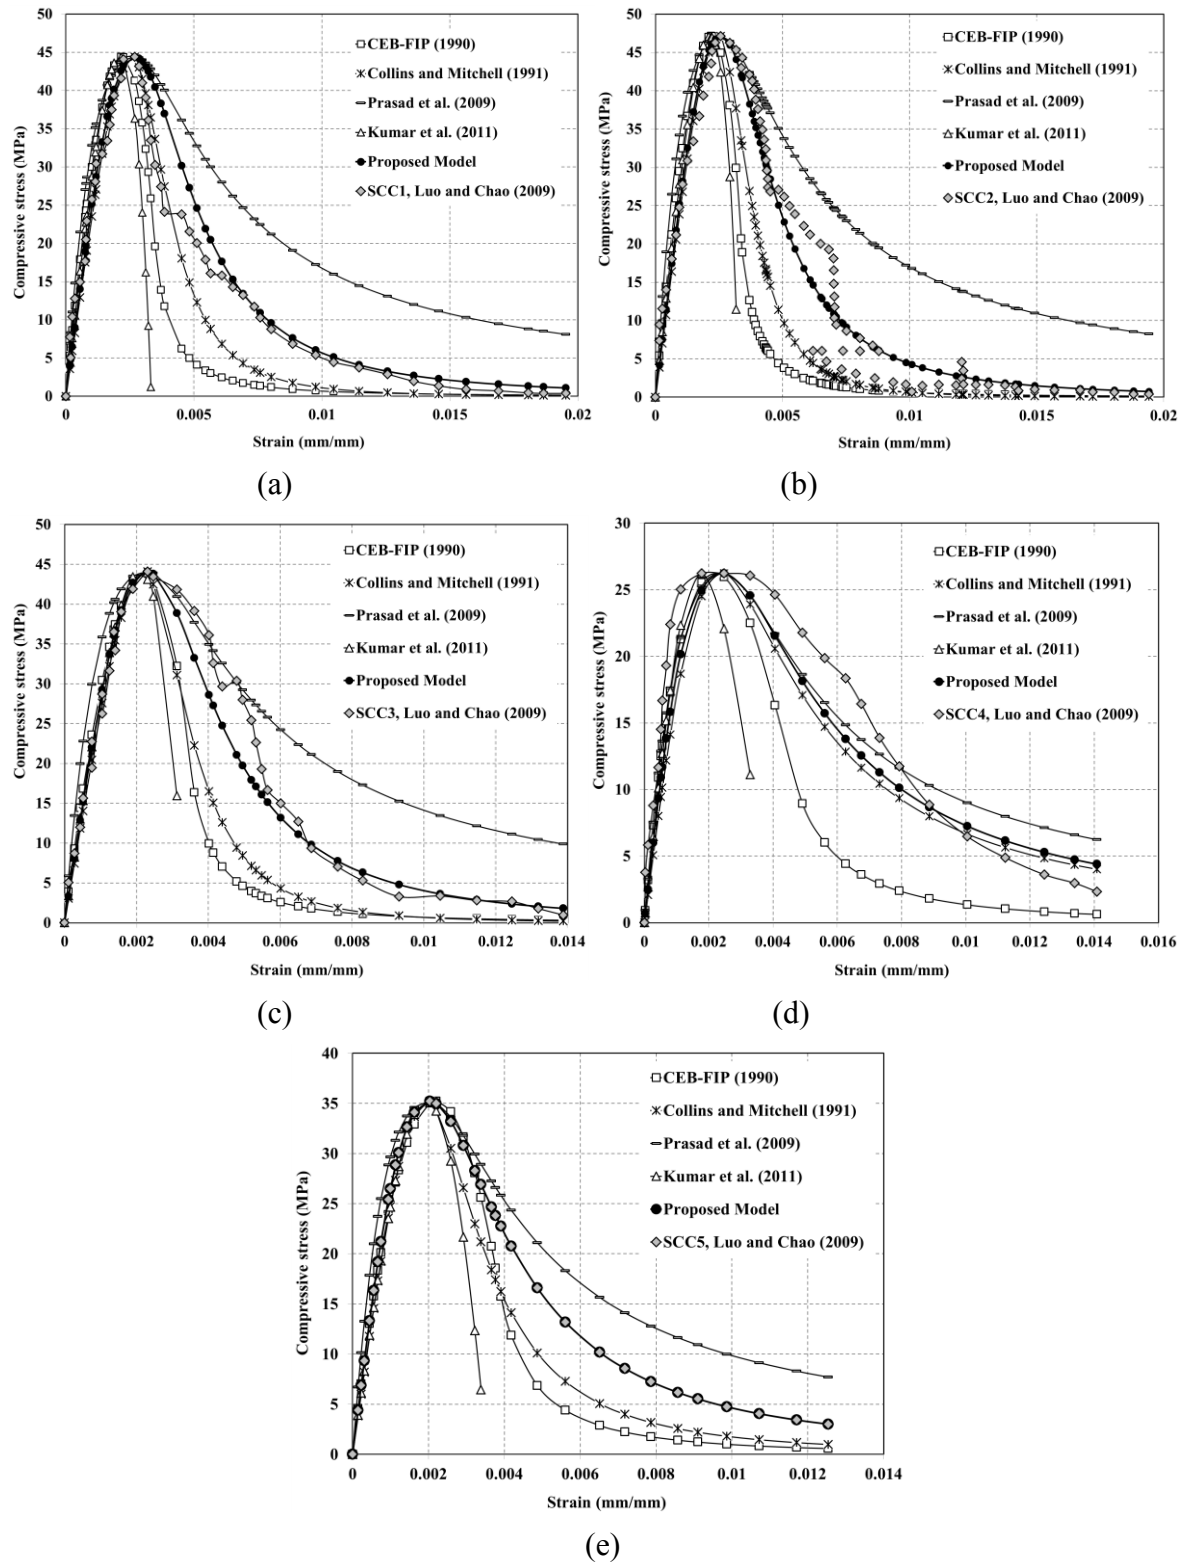 50
45
40
35
30
25
20
15
10
5
0
Compressive stress (MPa)
CEB-FIP (1990)
Collins and Mitchell (1991)
Prasad et al. (2009)
Kumar et al. (2011)
Proposed Model
SCC1, Luo and Chao (2009)
0 0.005 0.01 0.015 0.02
Strain (mm/mm)
(a)
50
45
40
35
30
25
20
15
10
5
0
Compressive stress (MPa)
CEB-FIP (1990)
Collins and Mitchell (1991)
Prasad et al. (2009)
Kumar et al. (2011)
Proposed Model
SCC2, Luo and Chao (2009)
0 0.005 0.01 0.015 0.02
Strain (mm/mm)
(b)
50
45
40
35
30
25
20
15
10
5
0
Compressive stress (MPa)
CEB-FIP (1990)
Collins and Mitchell (1991)
Prasad et al. (2009)
Kumar et al. (2011)
Proposed Model
SCC3, Luo and Chao (2009)
0 0.002 0.004 0.006 0.008 0.01 0.012 0.014
Strain (mm/mm)
(c)
30
25
20
15
10
5
0
Compressive stress (MPa)
CEB-FIP (1990)
Collins and Mitchell (1991)
Prasad et al. (2009)
Kumar et al. (2011)
Proposed Model
SCC4, Luo and Chao (2009)
0 0.002 0.004 0.006 0.008 0.01 0.012 0.014 0.016
Strain (mm/mm)
(d)
40
35
30
25
20
15
10
5
0
Compressive stress (MPa)
CEB-FIP (1990)
Collins and Mitchell (1991)
Prasad et al. (2009)
Kumar et al. (2011)
Proposed Model
SCC5, Luo and Chao (2009)
0 0.002 0.004 0.006 0.008 0.01 0.012 0.014
Strain (mm/mm)
(e)